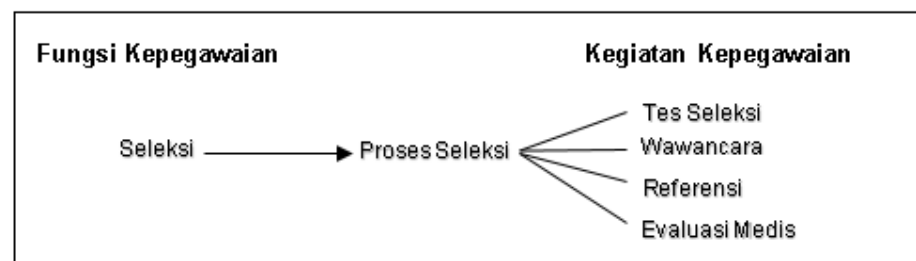 Fungsi Kepegawaian
Kegiatan Kepegawaian
Seleksi
Proses Seleksi
Tes Seleksi
Wawancara
Referensi
Evaluasi Medis